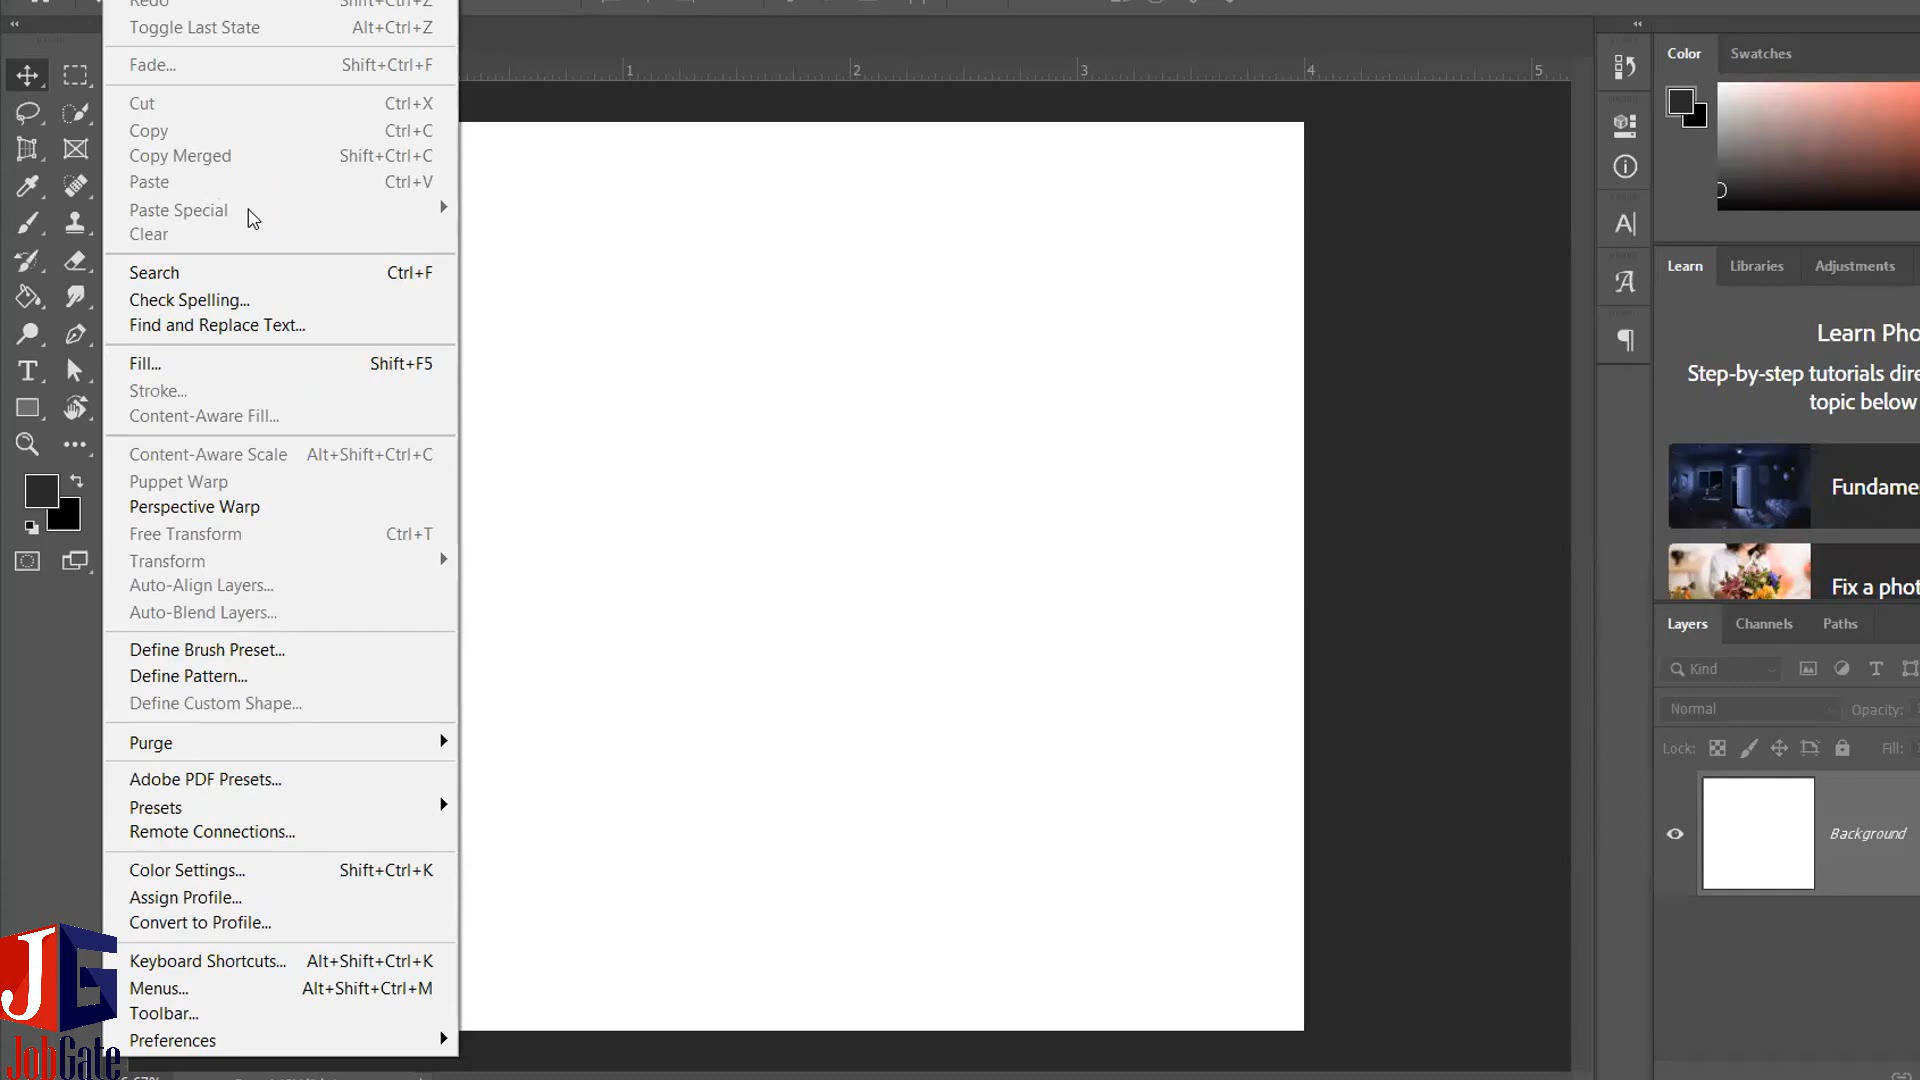 Redo Shift+Ctrl+Z
Toggle Last State Alt+Ctrl+Z
Fade... Shift+Ctrl+F
Cut Ctrl+X
Copy Ctrl+C
Copy Merged Shift+Ctrl+C
Paste Ctrl+V
Paste Special
Clear
Search Ctrl+F
Check Spelling...
Find and Replace Text...
Fill... Shift+F5
Stroke...
Content-Aware Fill...
Content-Aware Scale Alt+Shift+Ctrl+C
Puppet Warp
Perspective Warp
Free Transform Ctrl+T
Transform
Auto-Align Layers...
Auto-Blend Layers...
Define Brush Preset...
Define Pattern...
Define Custom Shape...
Purge
Adobe PDF Presets...
Presets
Remote Connections...
Color Settings... Shift+Ctrl+K
Assign Profile...
Convert to Profile...
Keyboard Shortcuts... Alt+Shift+Ctrl+K
Menus... Alt+Shift+Ctrl+M
Toolbar...
Preferences
1 2 3 4 5
Color Swatches
Learn Libraries Adjustments
Learn Pho
Step-by-step tutorials dire
topic below
Fundame
Fix a phot
Layers Channels Paths
Kind
Normal Opacity:
Lock: Fill:
Background
JG
JobGate